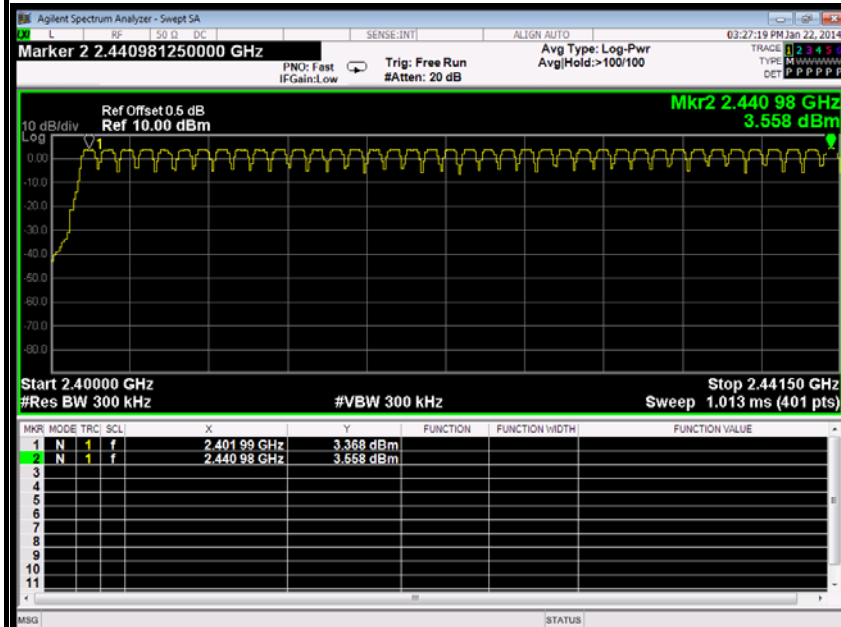 Agilent Spectrum Analyzer - Swept SA
L RF 50 Ω DC SENSE:INT ALIGN AUTO 03:27:19 PM Jan 22, 2014
Marker 2 2.440981250000 GHz
PNO: Fast
IFGain:Low
Trig: Free Run
#Atten: 20 dB
Avg Type: Log-Pwr
Avg|Hold:>100/100
TRACE 1 2 3 4 5 6
TYPE M W W W W W
DET P P P P P P
Mkr2 2.440 98 GHz
3.558 dBm
Ref Offset 0.5 dB
10 dB/div Ref 10.00 dBm
Log
1
0.00
-10.0
-20.0
-30.0
-40.0
-50.0
-60.0
-70.0
-80.0
Start 2.40000 GHz Stop 2.44150 GHz
#Res BW 300 kHz #VBW 300 kHz Sweep 1.013 ms (401 pts)
MKR MODE TRC SCL X Y FUNCTION FUNCTION WIDTH FUNCTION VALUE
1 N 1 f 2.401 99 GHz 3.368 dBm
2 N 1 f 2.440 98 GHz 3.558 dBm
3
4
5
6
7
8
9
10
11
MSG STATUS